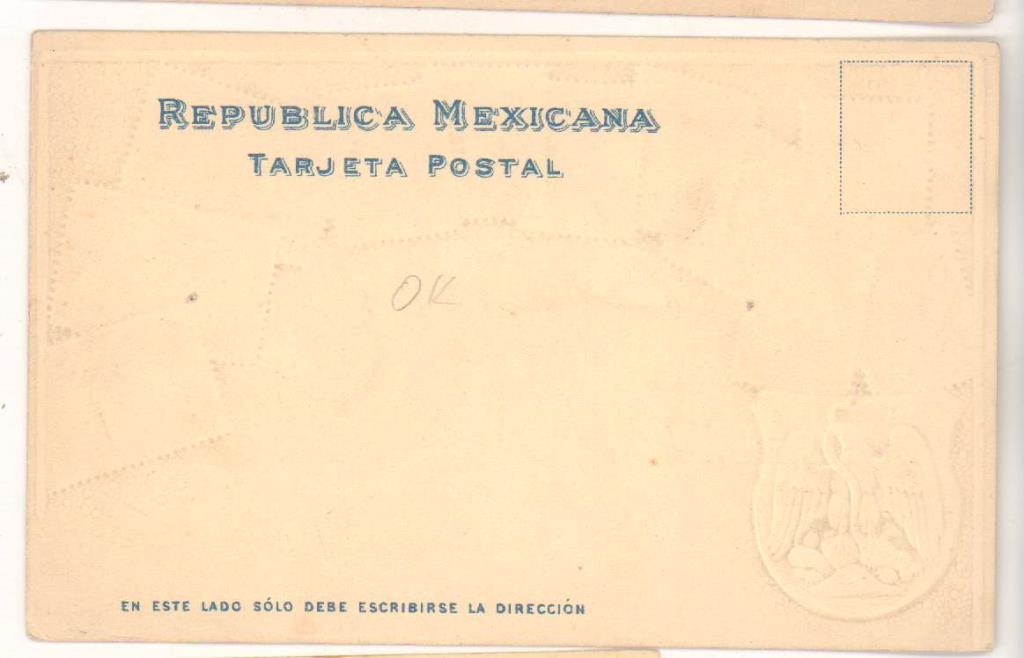 REPUBLICA MEXICANA
TARJETA POSTAL
OK
EN ESTE LADO SÓLO DEBE ESCRIBIRSE LA DIRECCIÓN